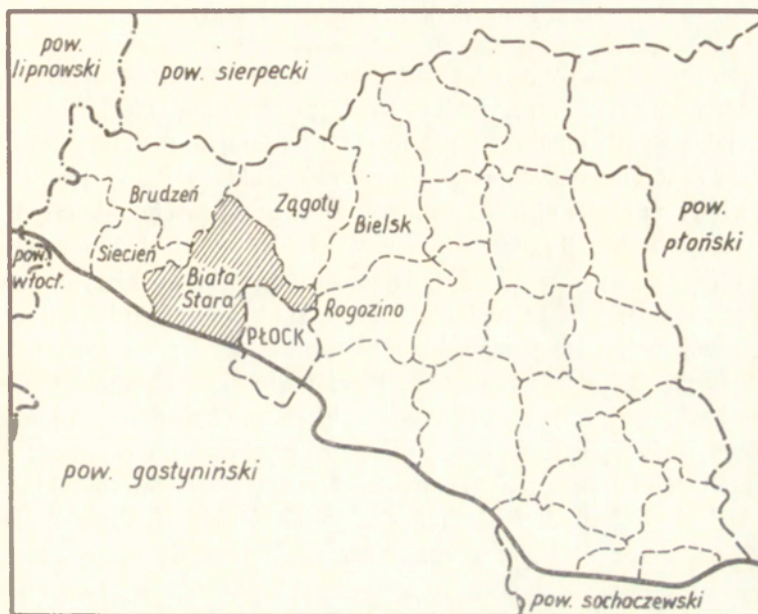 pow.
lipnowski
pow. sierpecki
Brudzeń
Zągoty
Bielsk
pow.
płoński
Siecień
pow.
włocł.
Biała
Stara
Rogozino
PŁOCK
pow. gostyniński
pow. sochaczewski